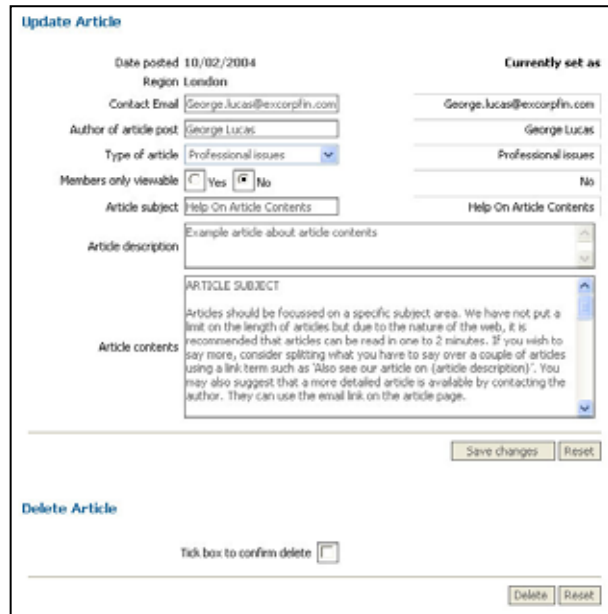 Update Article
Date posted 10/02/2004 Currently set as
Region London
Contact Email George.lucas@excorpfin.com George.lucas@excorpfin.com
Author of article post George Lucas George Lucas
Type of article Professional issues Professional issues
Members only viewable Yes No No
Article subject Help On Article Contents Help On Article Contents
Article description Example article about article contents
ARTICLE SUBJECT
Articles should be focussed on a specific subject area. We have not put a
limit on the length of articles but due to the nature of the web, it is
recommended that articles can be read in one to 2 minutes. If you wish to
Article contents say more, consider splitting what you have to say over a couple of articles
using a link term such as 'Also see our article on {article description}'. You
may also suggest that a more detailed article is available by contacting the
author. They can use the email link on the article page.
Save changes Reset
Delete Article
Tick box to confirm delete
Delete Reset